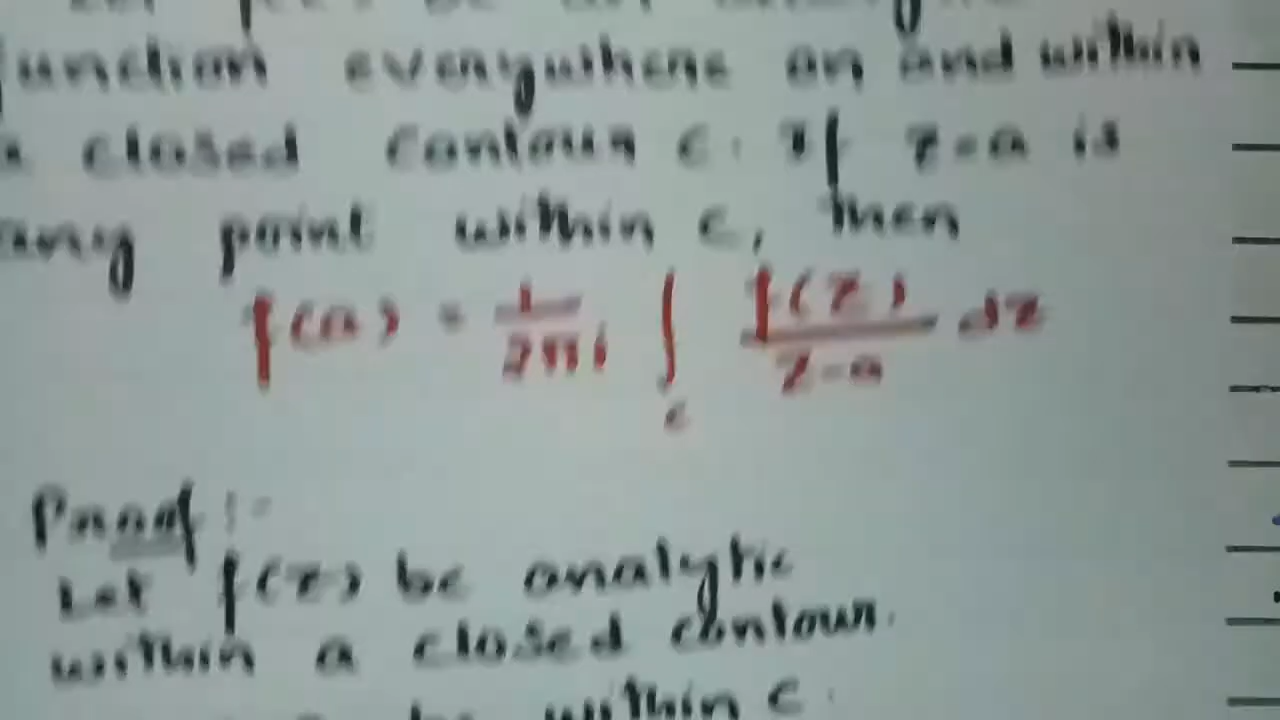 function everywhere on and within
a closed contour c. If z=a is
any point within c, then
f(a) = 1/2πi ∫c f(z)/z-a dz
Proof:-
Let f(z) be analytic
within a closed contour.
be within c.